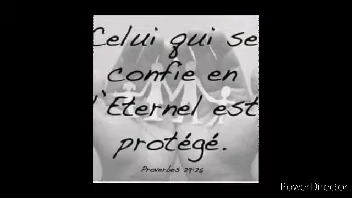 Celui qui se
confie en
l'Eternel est
protégé.
Proverbes 29:25
PowerDirector